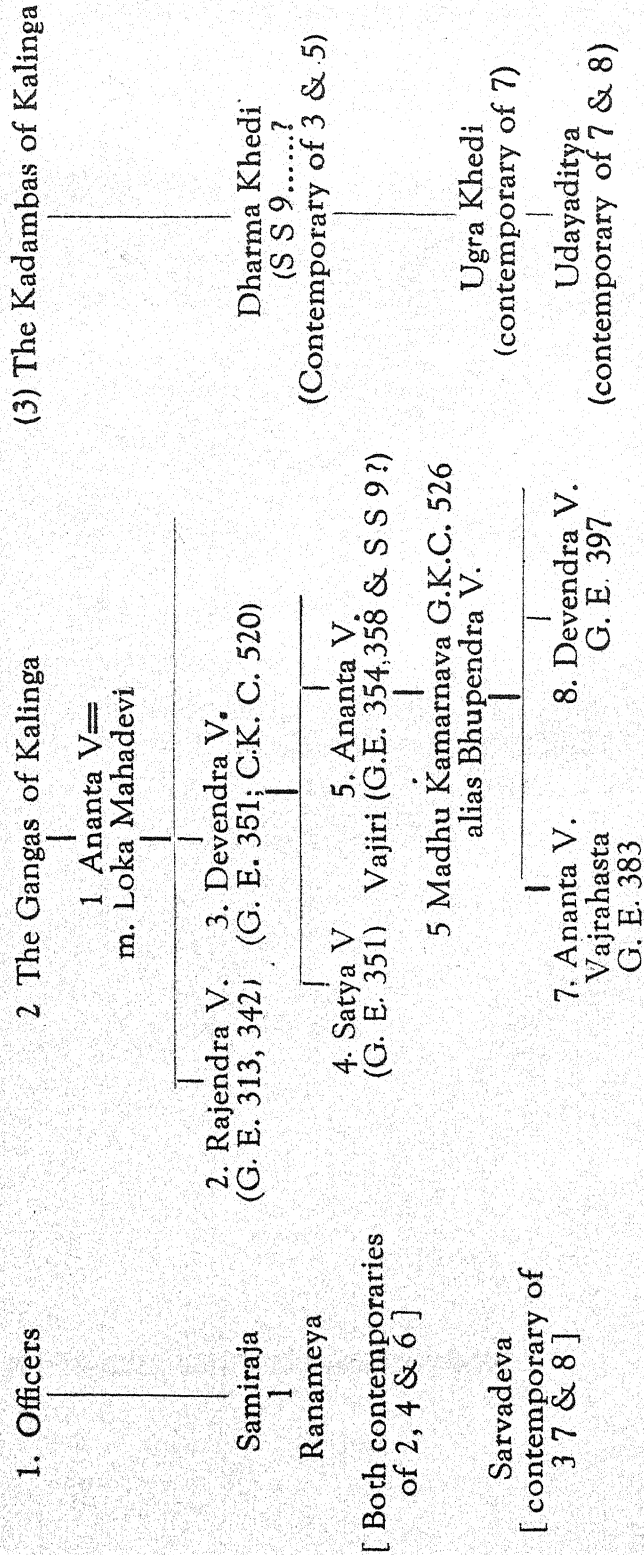 1. Officers
Samiraja
1
Ranameya
[ Both contemporaries
of 2, 4 & 6 ]
Sarvadeva
[ contemporary of
3 7 & 8 ]
2 The Gangas of Kalinga
1 Ananta V=
m. Loka Mahadevi
2. Rajendra V. 3. Devendra V.
(G. E. 313, 342) (G. E. 351; C.K. C. 520)
4. Satya V 5. Ananta V.
(G. E. 351) Vajiri (G.E. 354,358 & S S 9?)
5 Madhu Kamarnava G.K.C. 526
alias Bhupendra V.
7. Ananta V. 8. Devendra V.
Vajrahasta G. E. 397
G. E. 383
(3) The Kadambas of Kalinga
Dharma Khedi
(S S 9......?
(Contemporary of 3 & 5)
Ugra Khedi
(contemporary of 7)
Udayaditya
(contemporary of 7 & 8)